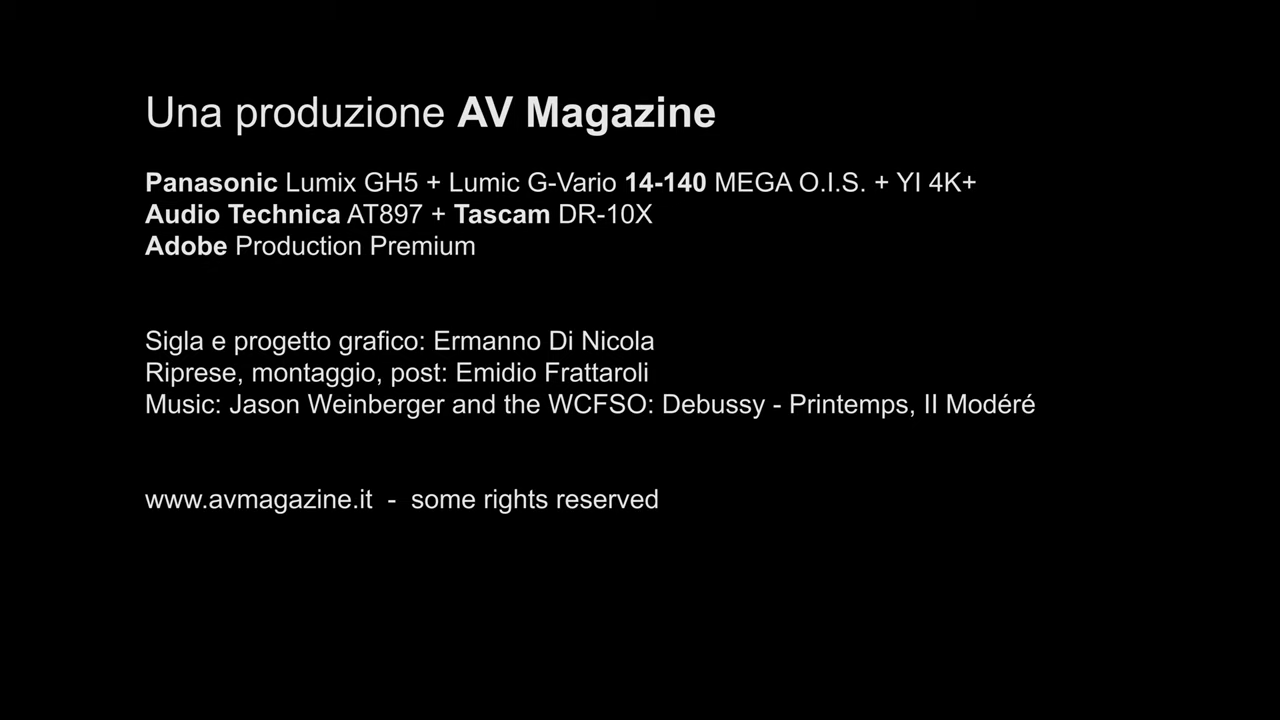 Una produzione AV Magazine
Panasonic Lumix GH5 + Lumic G-Vario 14-140 MEGA O.I.S. + YI 4K+
Audio Technica AT897 + Tascam DR-10X
Adobe Production Premium
Sigla e progetto grafico: Ermanno Di Nicola
Riprese, montaggio, post: Emidio Frattaroli
Music: Jason Weinberger and the WCFSO: Debussy - Printemps, II Modéré
www.avmagazine.it - some rights reserved